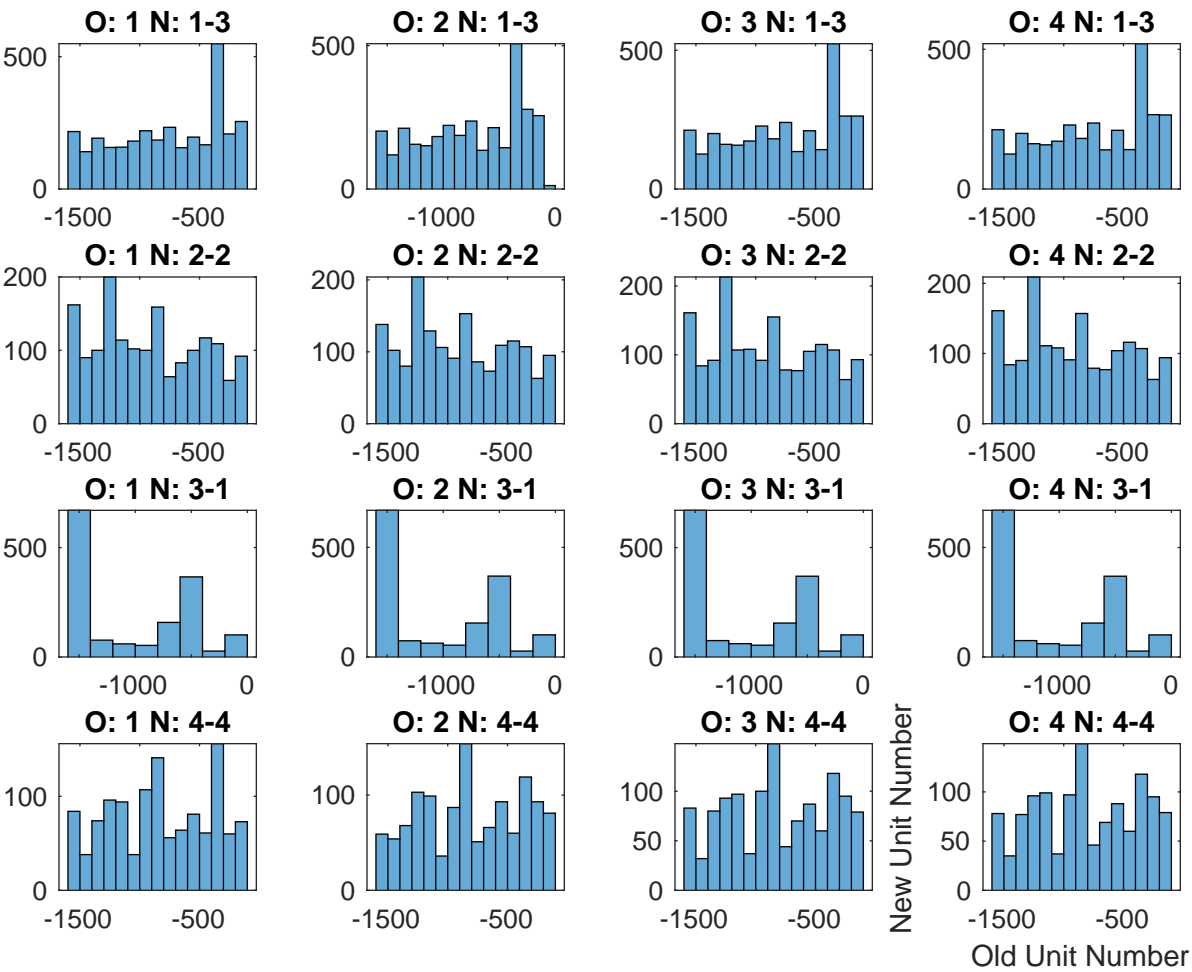 O: 1 N: 1-3 O: 2 N: 1-3 O: 3 N: 1-3 O: 4 N: 1-3
500 500 500 500
0 0 0 0
-1500 -500 -1000 0 -1500 -500 -1500 -500
O: 1 N: 2-2 O: 2 N: 2-2 O: 3 N: 2-2 O: 4 N: 2-2
200 200 200 200
100 100 100 100
0 0 0 0
-1500 -500 -1500 -500 -1500 -500 -1500 -500
O: 1 N: 3-1 O: 2 N: 3-1 O: 3 N: 3-1 O: 4 N: 3-1
500 500 500 500
0 0 0 0
-1000 0 -1000 0 -1000 0 -1000 0
O: 1 N: 4-4 O: 2 N: 4-4 O: 3 N: 4-4 O: 4 N: 4-4
100 100 100 100
50 50
0 0 0 0
-1500 -500 -1500 -500 -1500 -500 -1500 -500
New Unit Number
Old Unit Number